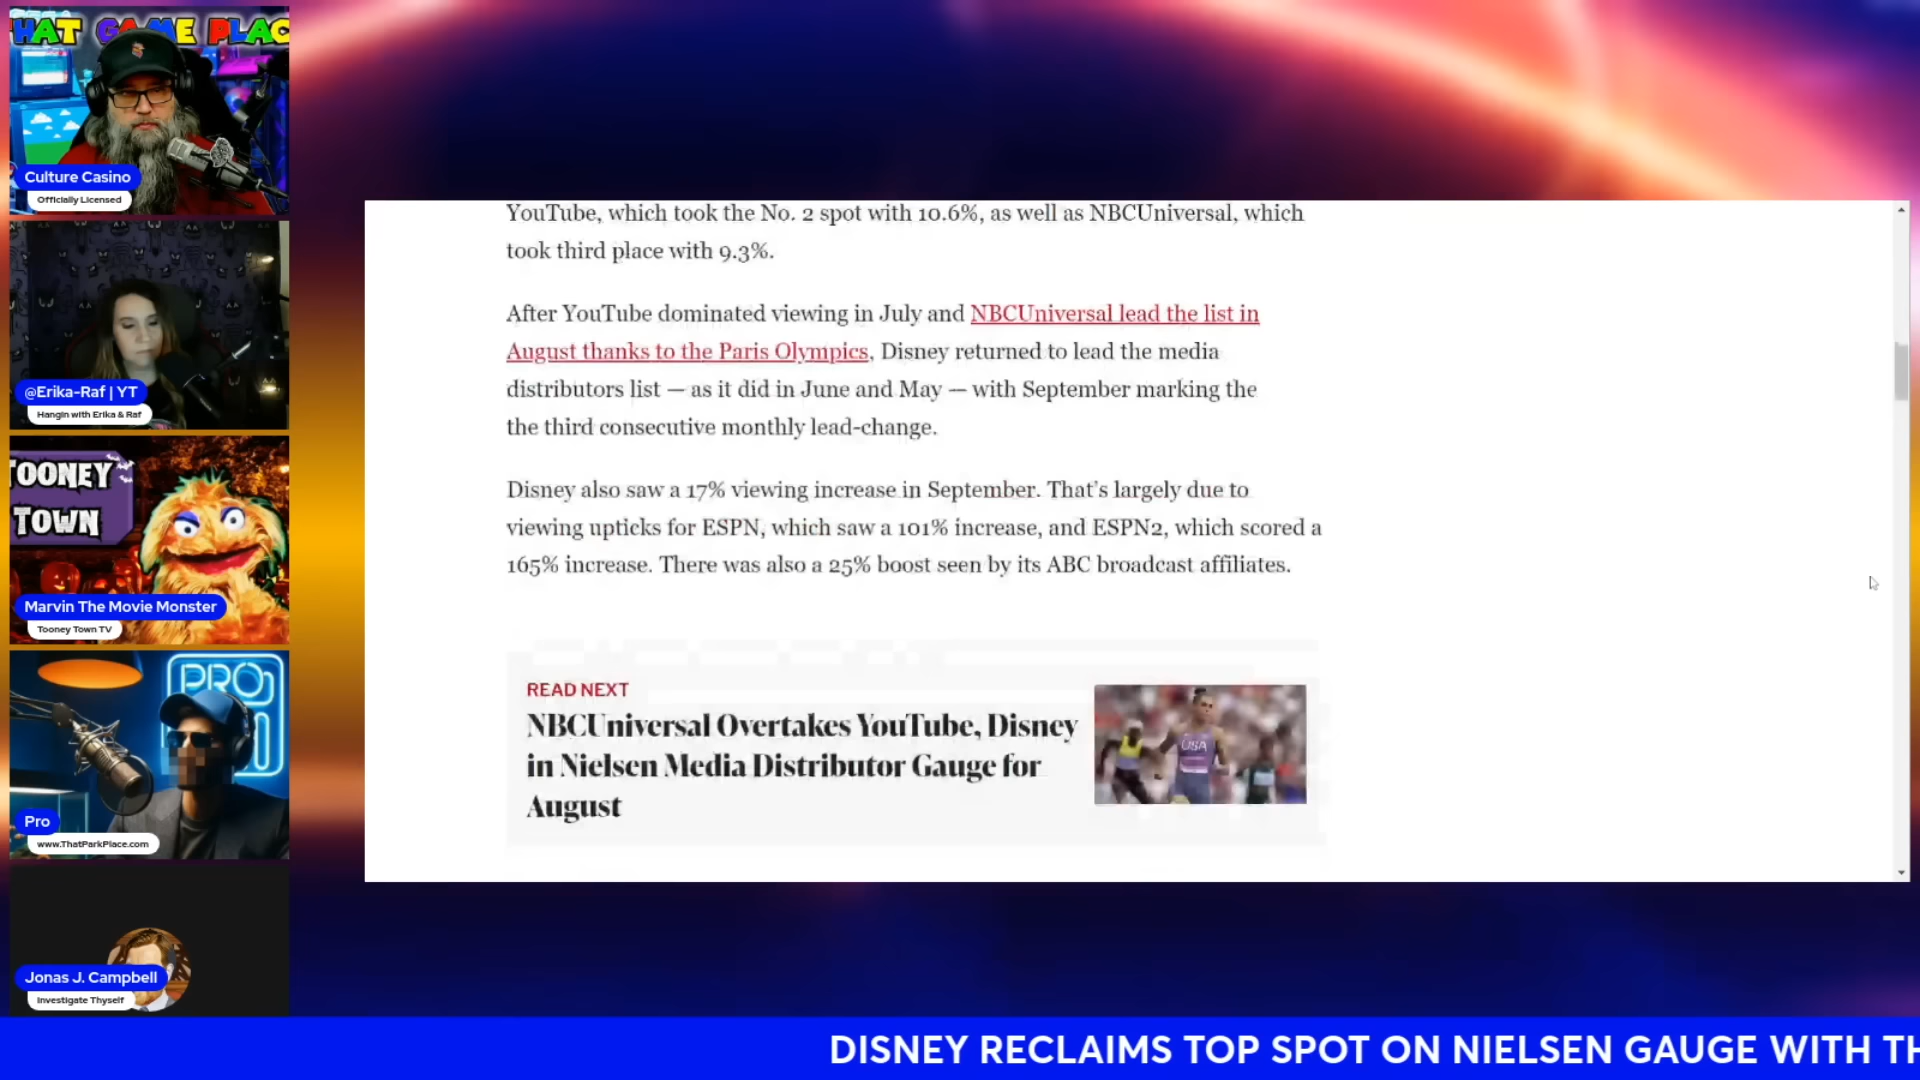 THAT GAME PLAC
Culture Casino
Officially Licensed
@Erika-Raf | YT
Hangin with Erika & Raf
TOONEY
TOWN
Marvin The Movie Monster
Tooney Town TV
PRO
Pro
www.ThatParkPlace.com
Jonas J. Campbell
Investigate Thyself
YouTube, which took the No. 2 spot with 10.6%, as well as NBCUniversal, which
took third place with 9.3%.
After YouTube dominated viewing in July and NBCUniversal lead the list in
August thanks to the Paris Olympics, Disney returned to lead the media
distributors list — as it did in June and May — with September marking the
the third consecutive monthly lead-change.
Disney also saw a 17% viewing increase in September. That’s largely due to
viewing upticks for ESPN, which saw a 101% increase, and ESPN2, which scored a
165% increase. There was also a 25% boost seen by its ABC broadcast affiliates.
READ NEXT
NBCUniversal Overtakes YouTube, Disney
in Nielsen Media Distributor Gauge for
August
USA
DISNEY RECLAIMS TOP SPOT ON NIELSEN GAUGE WITH TH